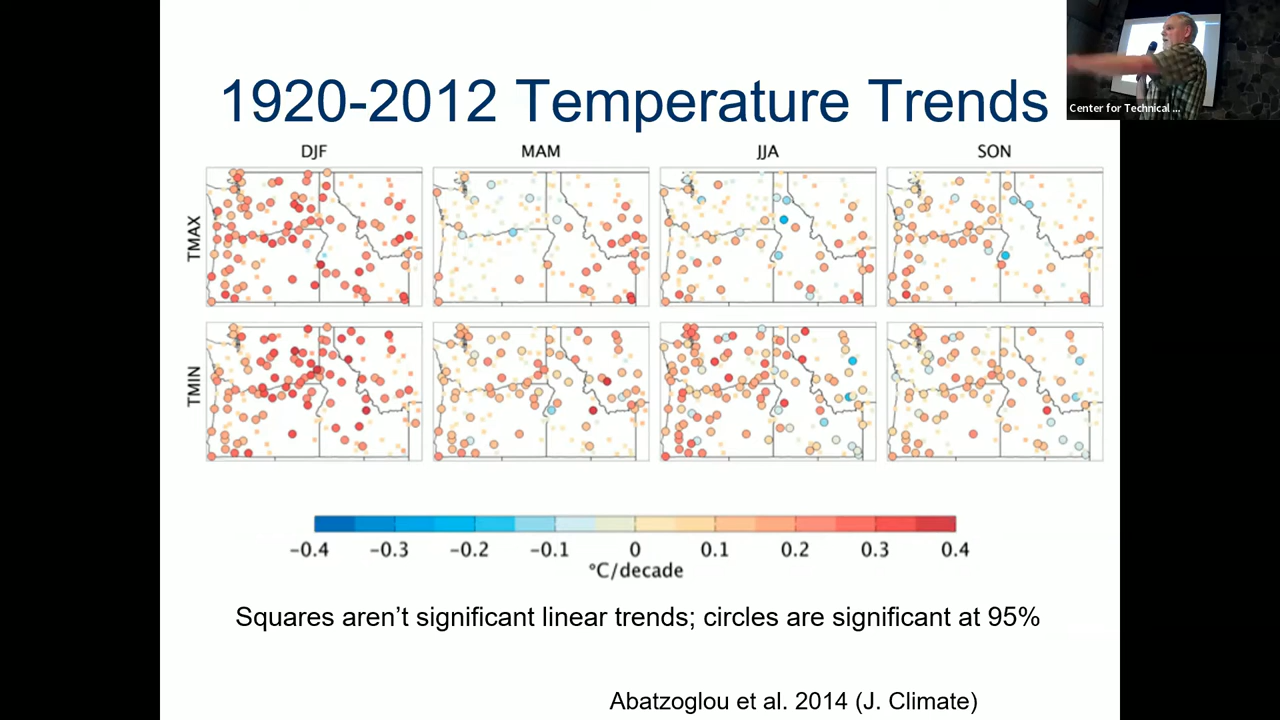 1920-2012 Temperature Trends
Center for Technical ...
DJF MAM JJA SON
TMAX
TMIN
−0.4 −0.3 −0.2 −0.1 0 0.1 0.2 0.3 0.4
°C/decade
Squares aren’t significant linear trends; circles are significant at 95%
Abatzoglou et al. 2014 (J. Climate)